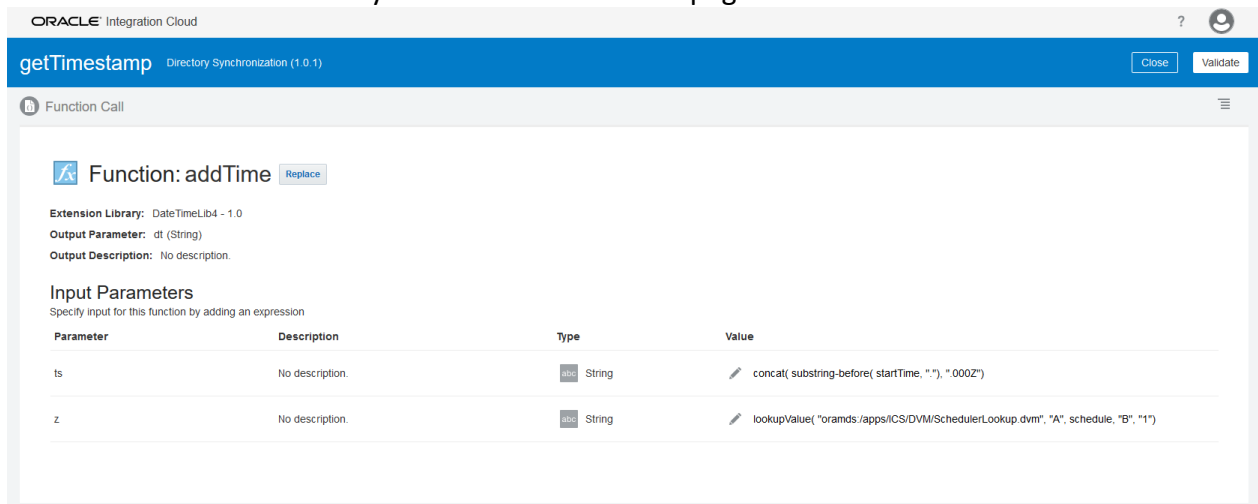 ORACLE Integration Cloud ?
getTimestamp Directory Synchronization (1.0.1) Close Validate
Function Call
fx Function: addTime Replace
Extension Library: DateTimeLib4 - 1.0
Output Parameter: dt (String)
Output Description: No description.
Input Parameters
Specify input for this function by adding an expression
Parameter Description Type Value
ts No description. abc String concat( substring-before( startTime, "."), ".000Z")
z No description. abc String lookupValue( "oramds:/apps/ICS/DVM/SchedulerLookup.dvm", "A", schedule, "B", "1")